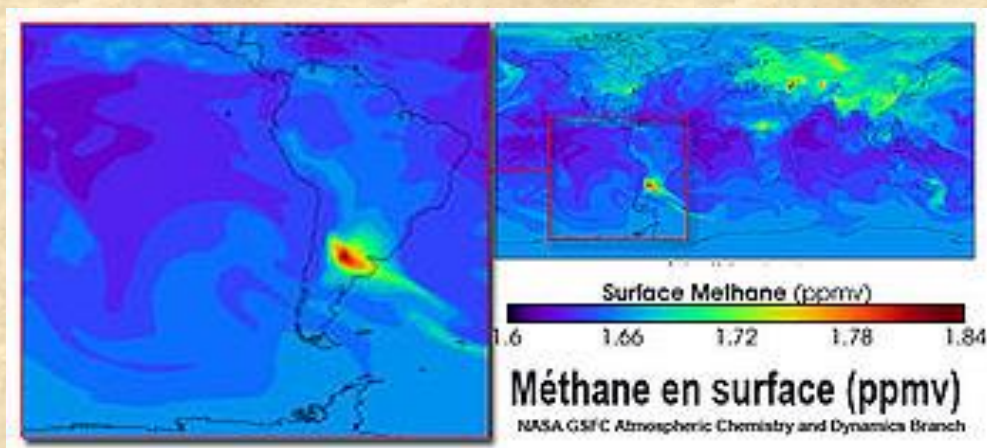 Surface Methane (ppmv)
1.6 1.66 1.72 1.78 1.84
Méthane en surface (ppmv)
NASA GSFC Atmospheric Chemistry and Dynamics Branch